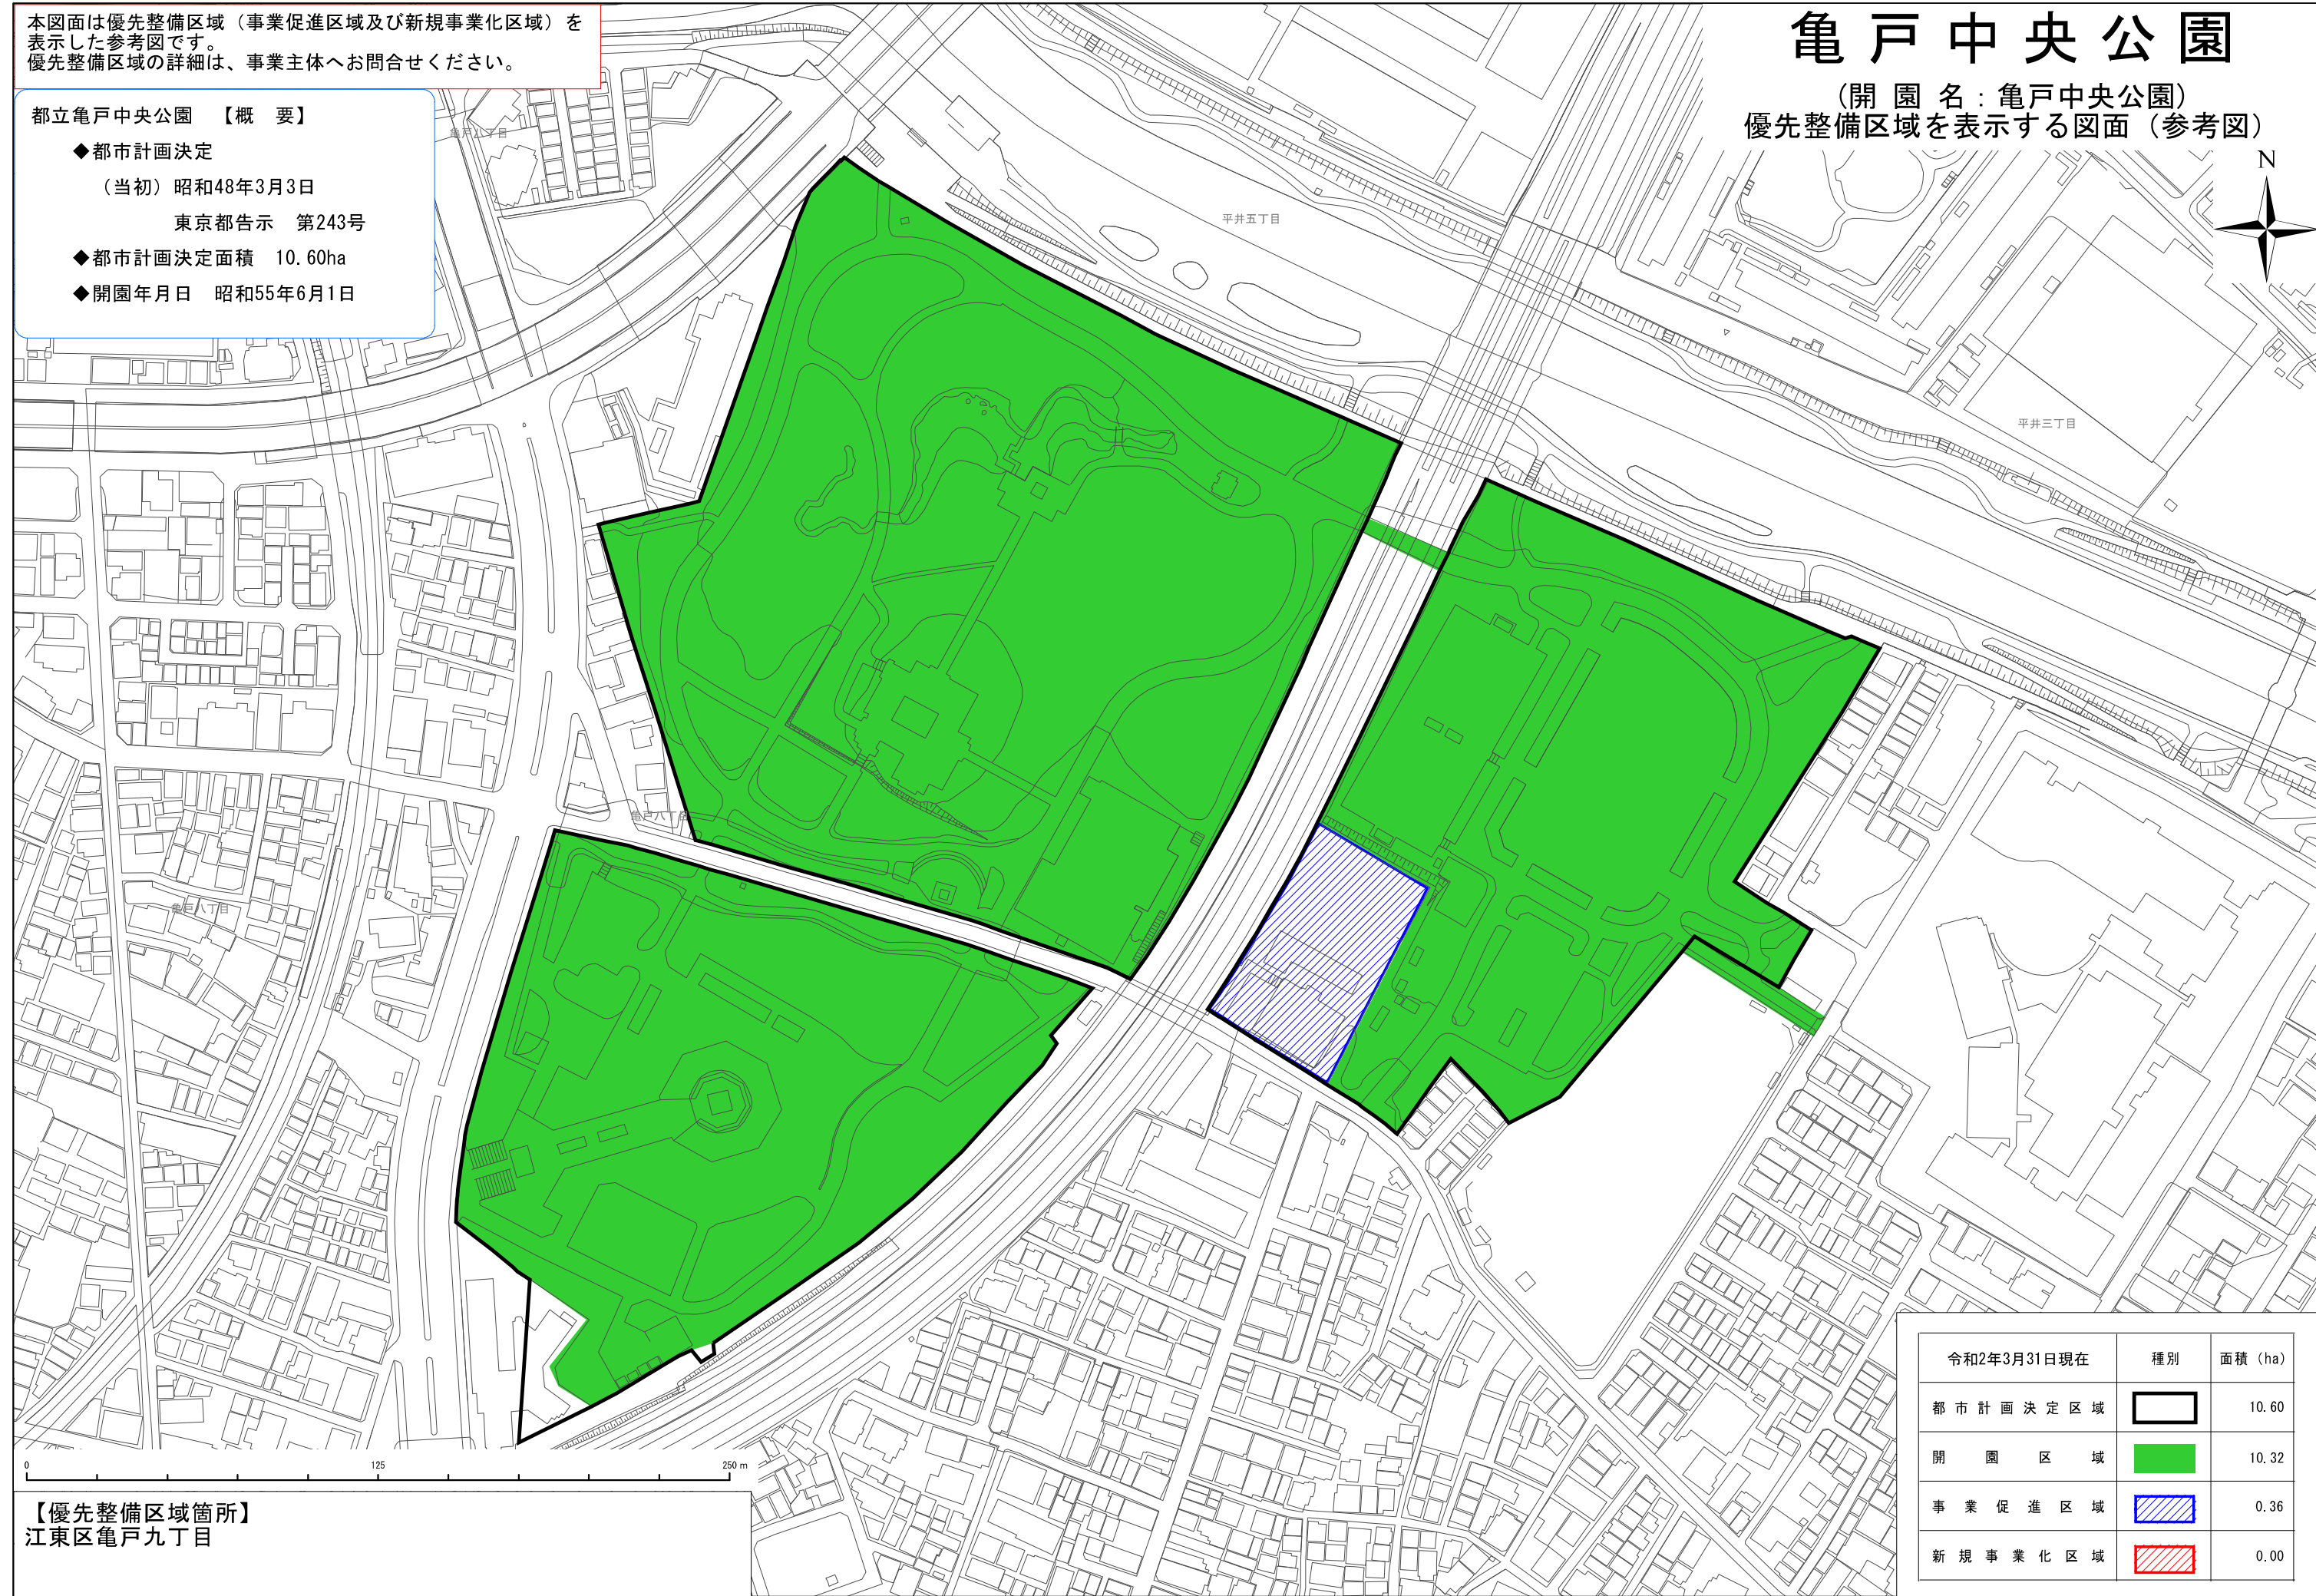 本図面は優先整備区域（事業促進区域及び新規事業化区域）を
表示した参考図です。
優先整備区域の詳細は、事業主体へお問合せください。
都立亀戸中央公園　【概　要】
◆都市計画決定
（当初）昭和48年3月3日
東京都告示　第243号
◆都市計画決定面積　10.60ha
◆開園年月日　昭和55年6月1日
亀戸中央公園
（開 園 名：亀戸中央公園）
優先整備区域を表示する図面（参考図）
N
亀戸八丁目
平井五丁目
平井三丁目
亀戸八丁目
亀戸八丁目
0 125 250 m
【優先整備区域箇所】
江東区亀戸九丁目
令和2年3月31日現在 種別 面積（ha）
都市計画決定区域 10.60
開園区域 10.32
事業促進区域 0.36
新規事業化区域 0.00